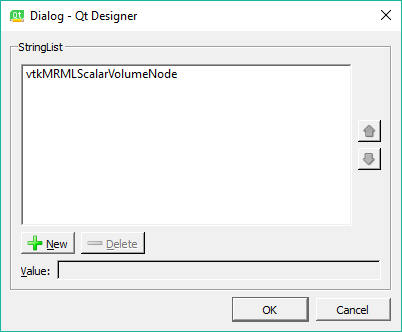 Dialog - Qt Designer
StringList
vtkMRMLScalarVolumeNode
New
Delete
Value:
OK
Cancel